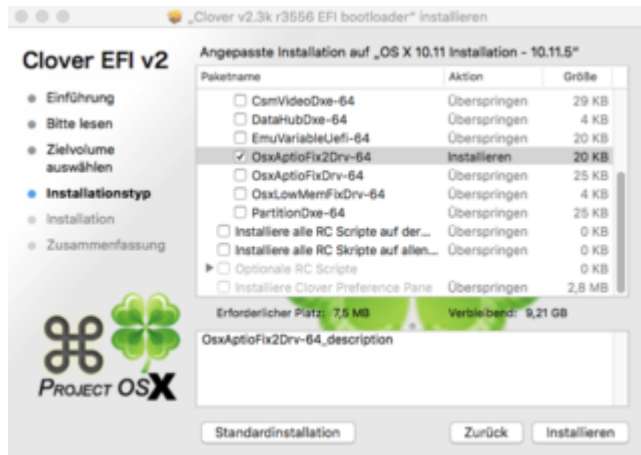 „Clover v2.3k r3556 EFI bootloader“ installieren
Clover EFI v2
Angepasste Installation auf „OS X 10.11 Installation - 10.11.5“
Paketname Aktion Größe
Einführung
Bitte lesen
Zielvolume
auswählen
Installationstyp
Installation
Zusammenfassung
CsmVideoDxe-64 Überspringen 29 KB
DataHubDxe-64 Überspringen 4 KB
EmuVariableUefi-64 Überspringen 20 KB
OsxAptioFix2Drv-64 Installieren 20 KB
OsxAptioFixDrv-64 Überspringen 25 KB
OsxLowMemFixDrv-64 Überspringen 4 KB
PartitionDxe-64 Überspringen 25 KB
Installiere alle RC Scripte auf der... Überspringen 0 KB
Installiere alle RC Skripte auf allen... Überspringen 0 KB
Optionale RC Scripte 0 KB
Installiere Clover Preference Pane Überspringen 2,8 MB
Erforderlicher Platz: 7,5 MB Verbleibend: 9,21 GB
OsxAptioFix2Drv-64_description
PROJECT OSX
Standardinstallation Zurück Installieren